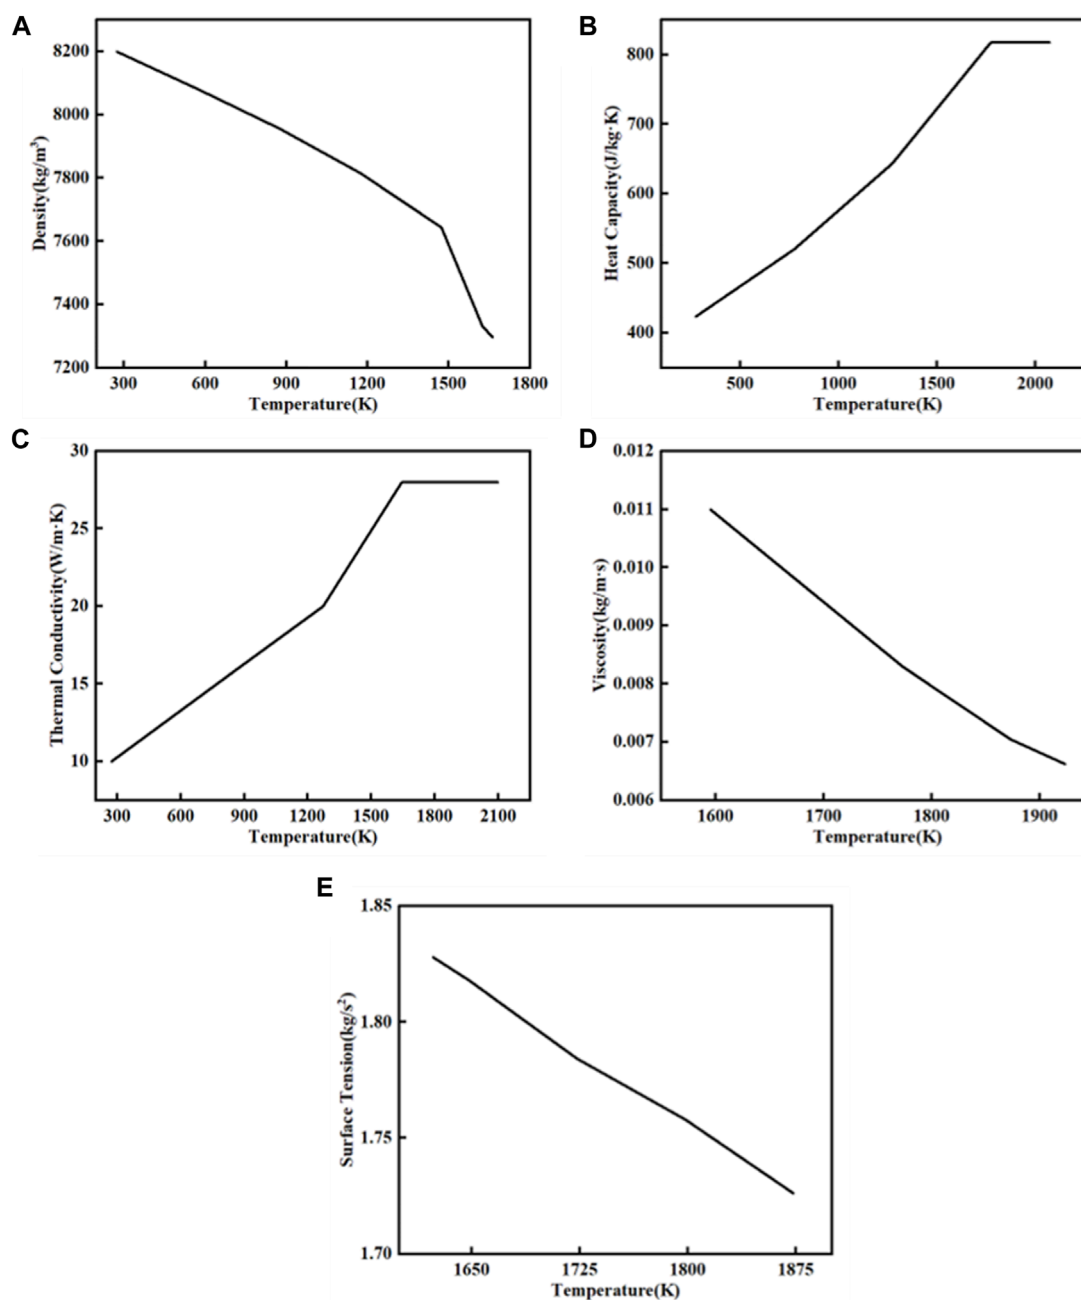 A
Density(kg/m³)
8200
8000
7800
7600
7400
7200
300 600 900 1200 1500 1800
Temperature(K)
B
Heat Capacity(J/kg·K)
800
700
600
500
400
500 1000 1500 2000
Temperature(K)
C
Thermal Conductivity(W/m·K)
30
25
20
15
10
300 600 900 1200 1500 1800 2100
Temperature(K)
D
Viscosity(kg/m·s)
0.012
0.011
0.010
0.009
0.008
0.007
0.006
1600 1700 1800 1900
Temperature(K)
E
Surface Tension(kg/s²)
1.85
1.80
1.75
1.70
1650 1725 1800 1875
Temperature(K)